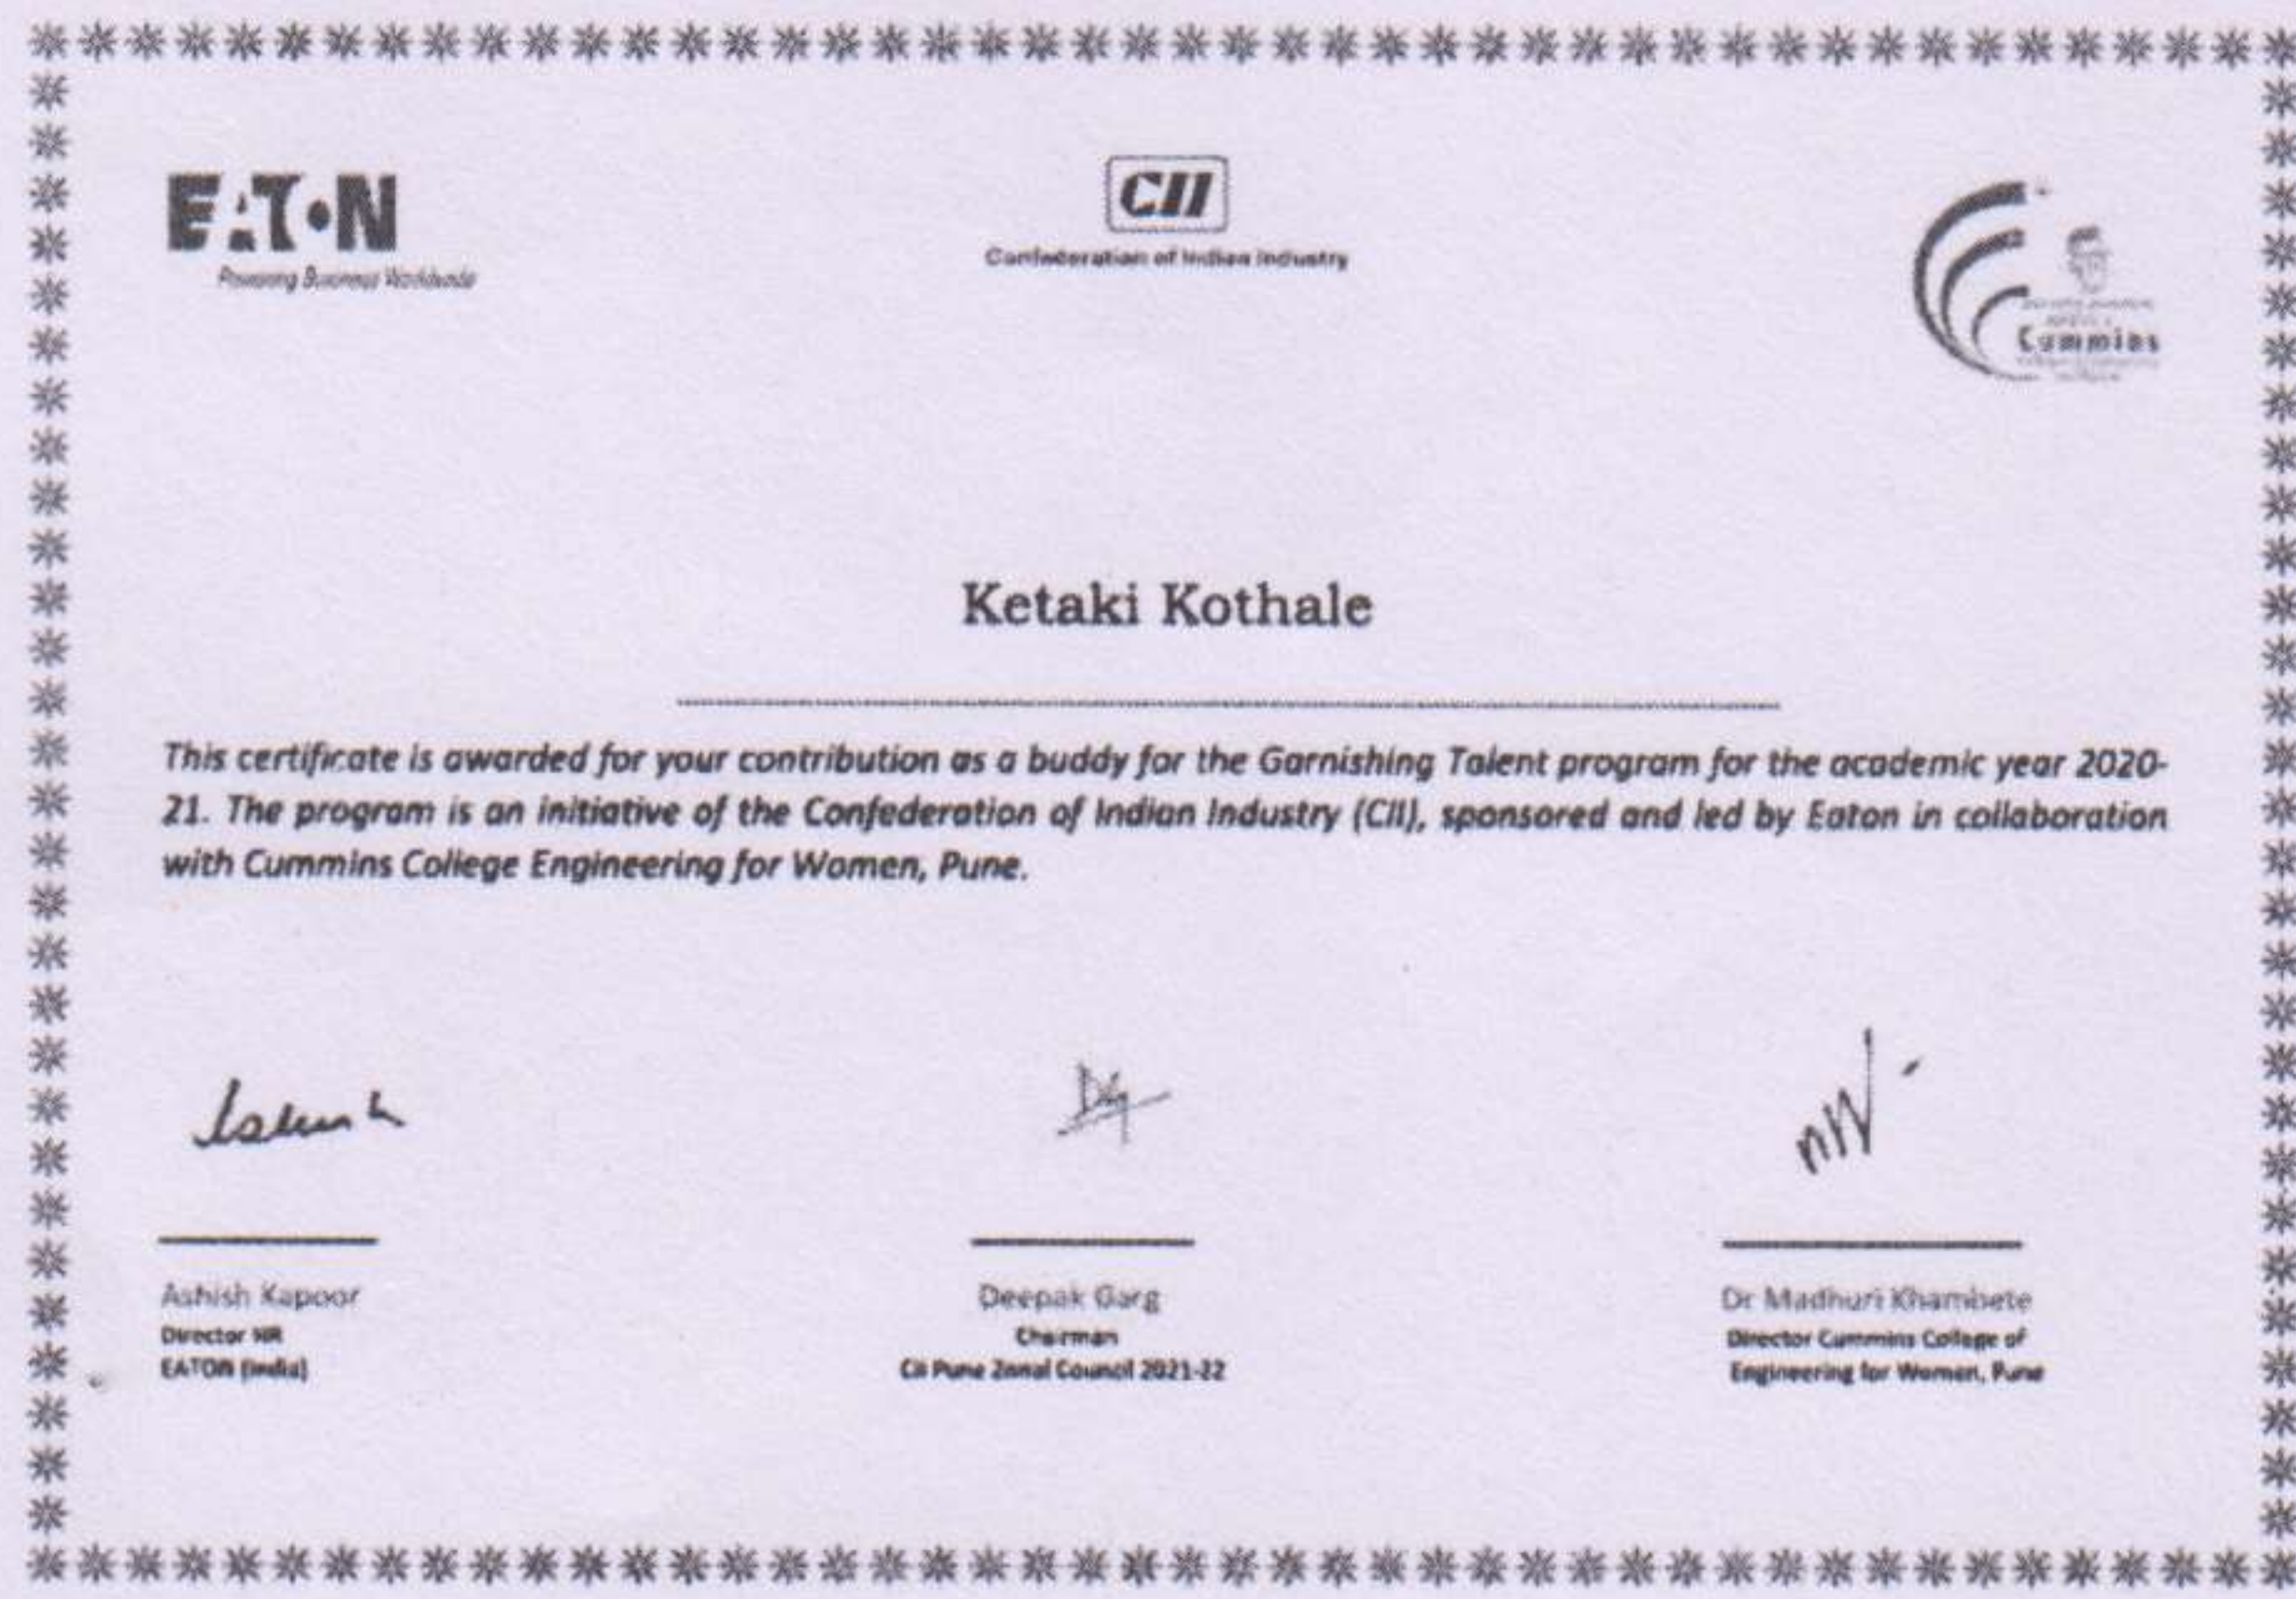 EATON
Powering Business Worldwide
CII
Confederation of Indian Industry
Cummins
Ketaki Kothale
This certificate is awarded for your contribution as a buddy for the Garnishing Talent program for the academic year 2020-
21. The program is an initiative of the Confederation of Indian Industry (CII), sponsored and led by Eaton in collaboration
with Cummins College Engineering for Women, Pune.
Ashish Kapoor
Director HR
EATON (India)
Deepak Garg
Chairman
CII Pune Zonal Council 2021-22
Dr Madhuri Khambete
Director Cummins College of
Engineering for Women, Pune